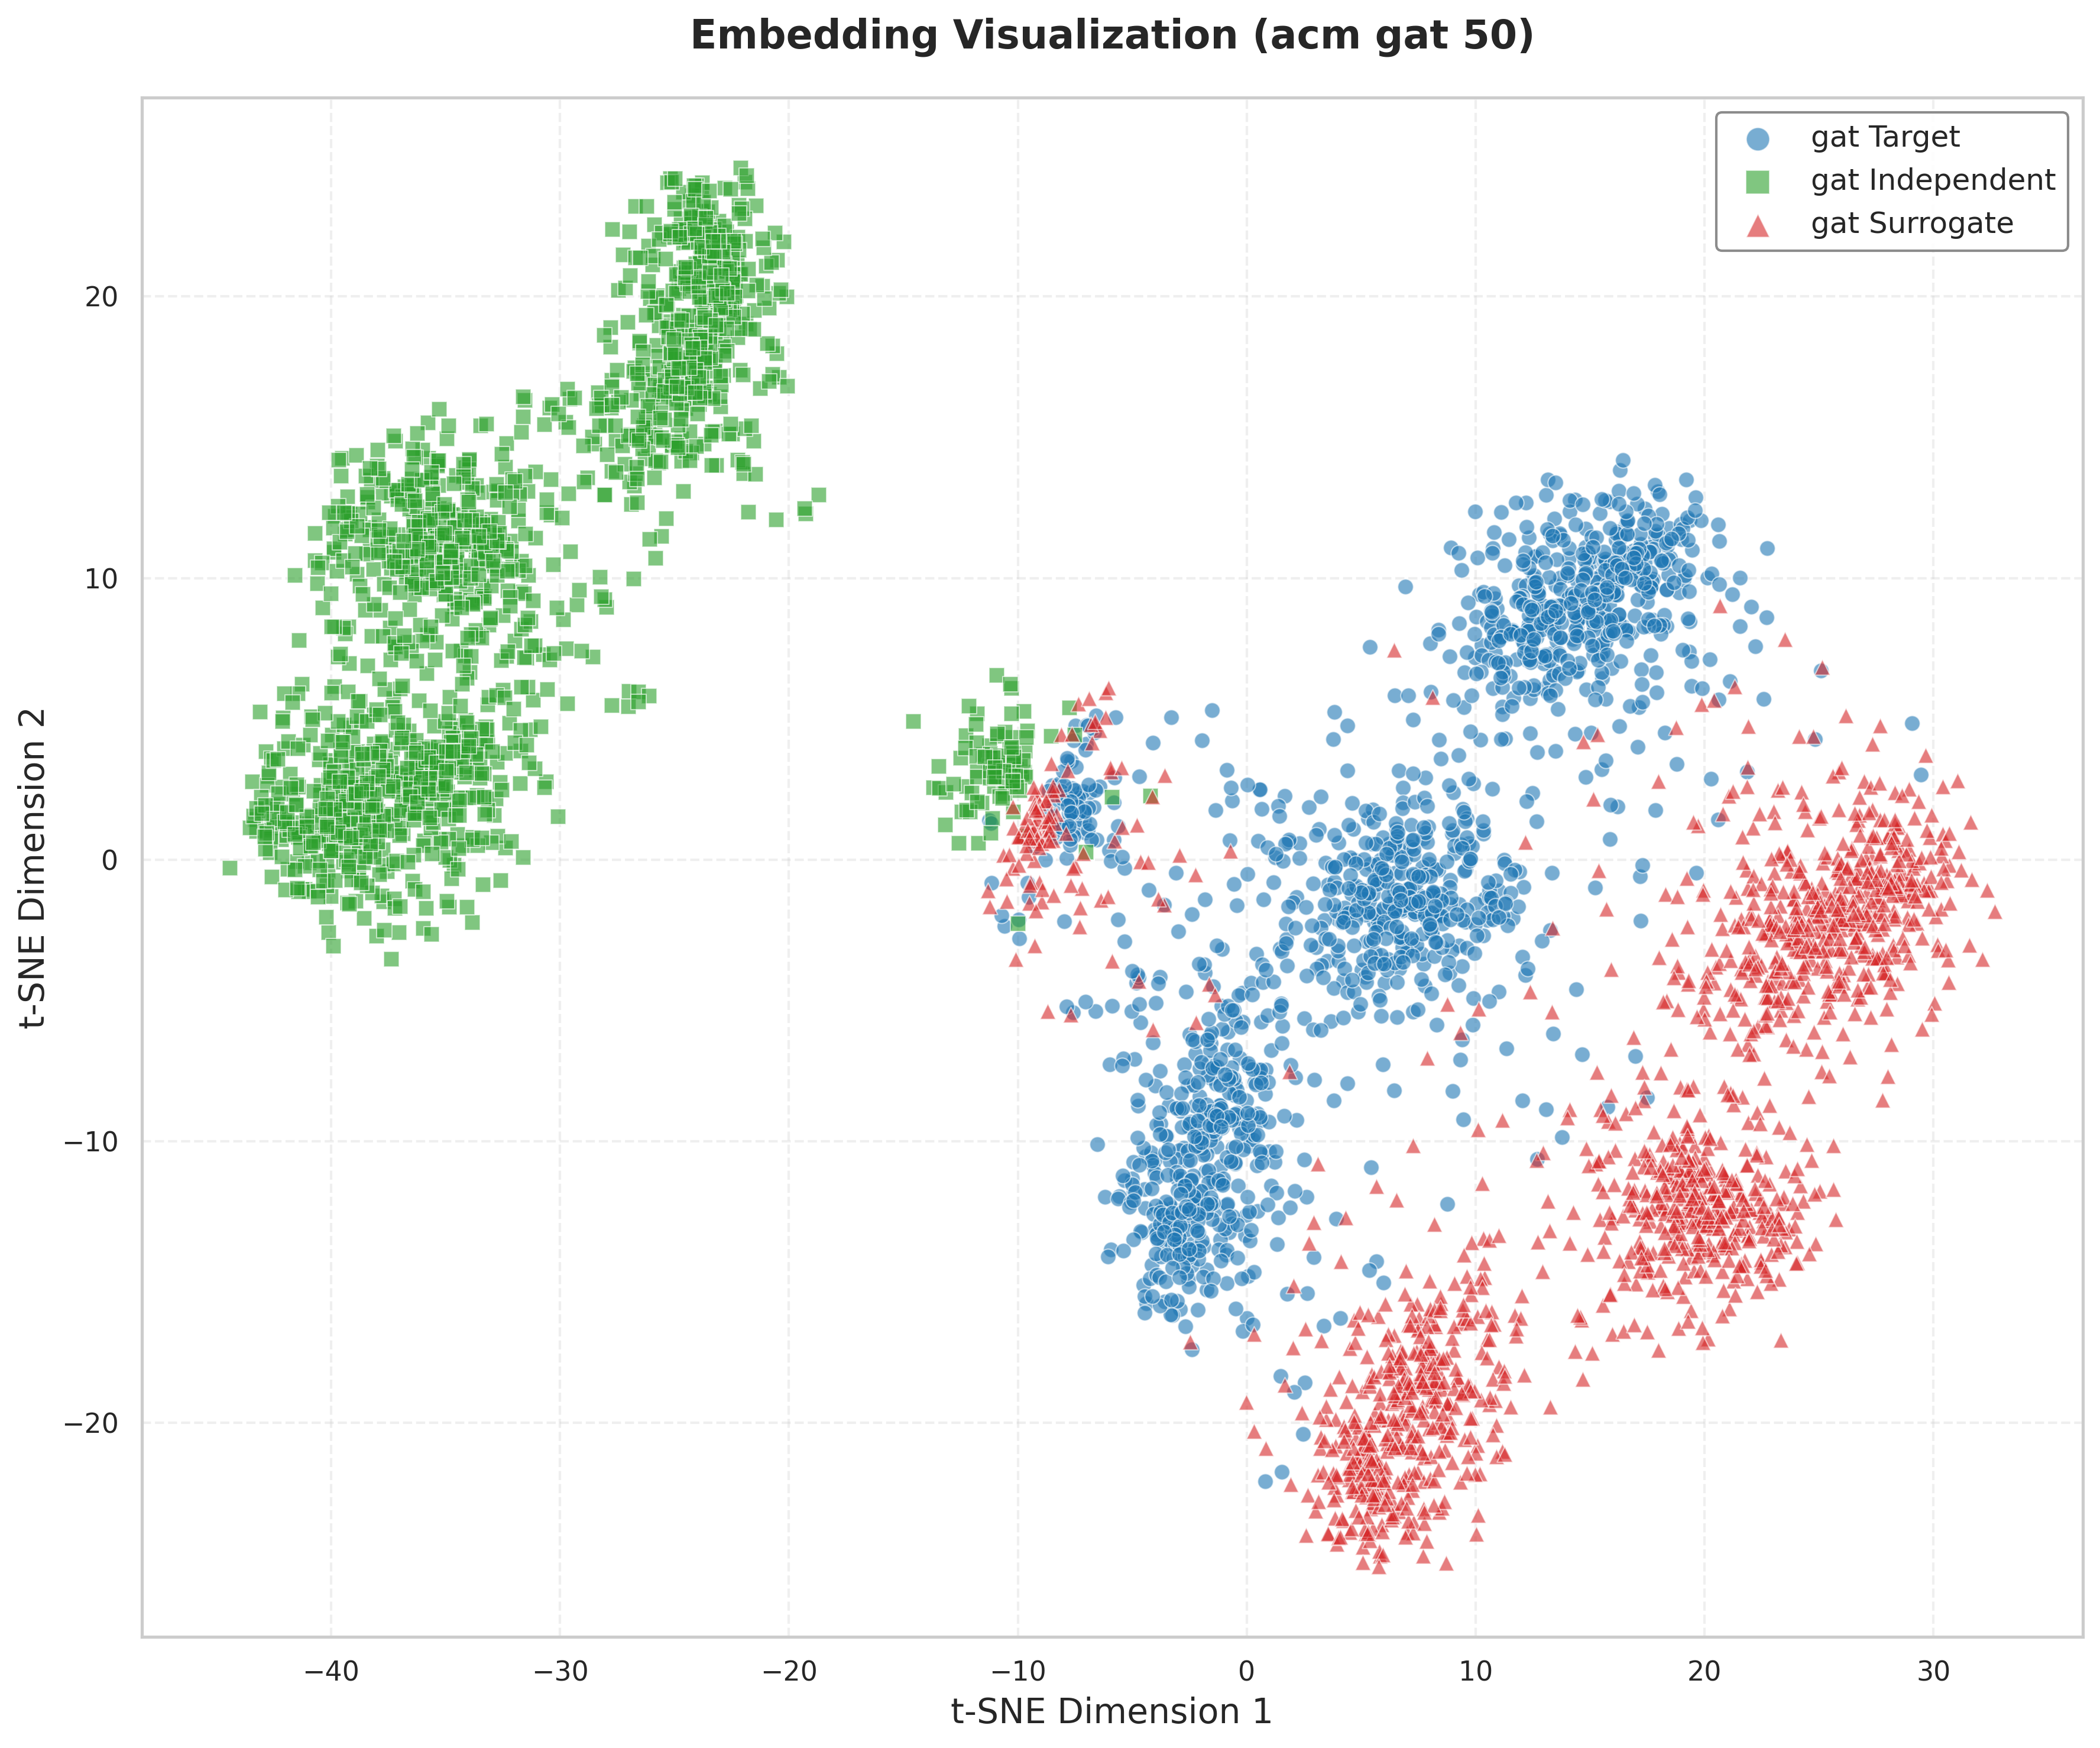 Embedding Visualization (acm gat 50)
gat Target
gat Independent
gat Surrogate
20
10
0
−10
−20
t-SNE Dimension 2
−40
−30
−20
−10
0
10
20
30
t-SNE Dimension 1